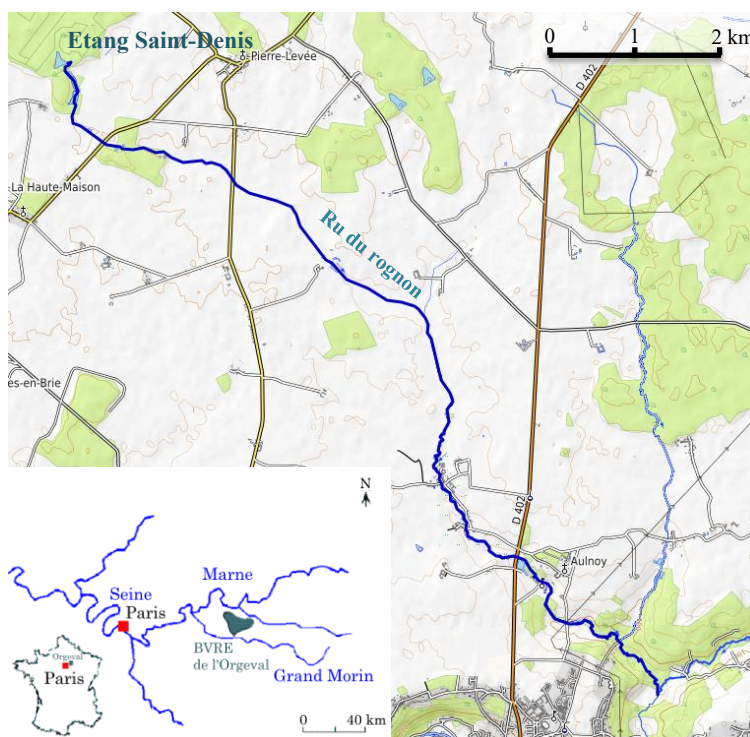 Etang Saint-Denis
0 1 2 km
Pierre-Levée
D 402
La Haute-Maison
Ru du rognon
es-en-Brie
D 402
Aulnoy
N
Marne
Seine
Paris
BVRE
de l'Orgeval
Grand Morin
Orgeval
Paris
0 40 km